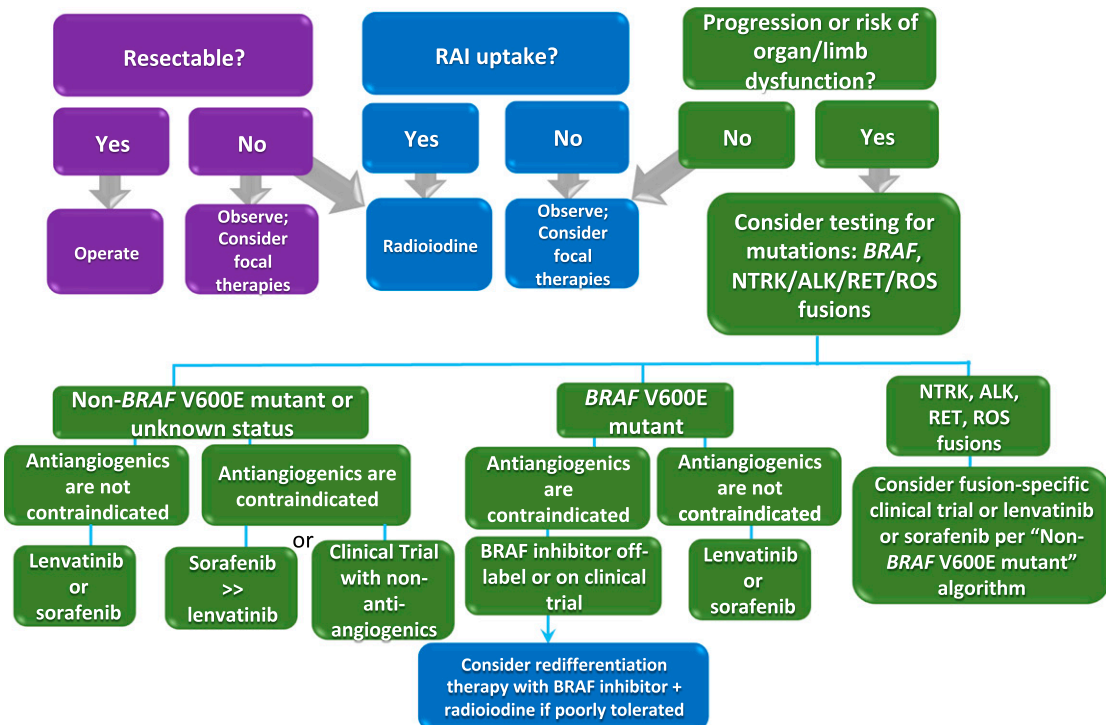 Resectable?
RAI uptake?
Progression or risk of
organ/limb
dysfunction?
Yes
No
Yes
No
No
Yes
Operate
Observe;
Consider
focal
therapies
Radioiodine
Observe;
Consider
focal
therapies
Consider testing for
mutations: BRAF,
NTRK/ALK/RET/ROS
fusions
Non-BRAF V600E mutant or
unknown status
BRAF V600E
mutant
NTRK, ALK,
RET, ROS
fusions
Antiangiogenics
are not
contraindicated
Antiangiogenics are
contraindicated
Antiangiogenics
are
contraindicated
Antiangiogenics
are not
contraindicated
Consider fusion-specific
clinical trial or lenvatinib
or sorafenib per “Non-
BRAF V600E mutant”
algorithm
Lenvatinib
or
sorafenib
Sorafenib
>>
lenvatinib
or
Clinical Trial
with non-
anti-
angiogenics
BRAF inhibitor off-
label or on clinical
trial
Lenvatinib
or
sorafenib
Consider redifferentiation
therapy with BRAF inhibitor +
radioiodine if poorly tolerated